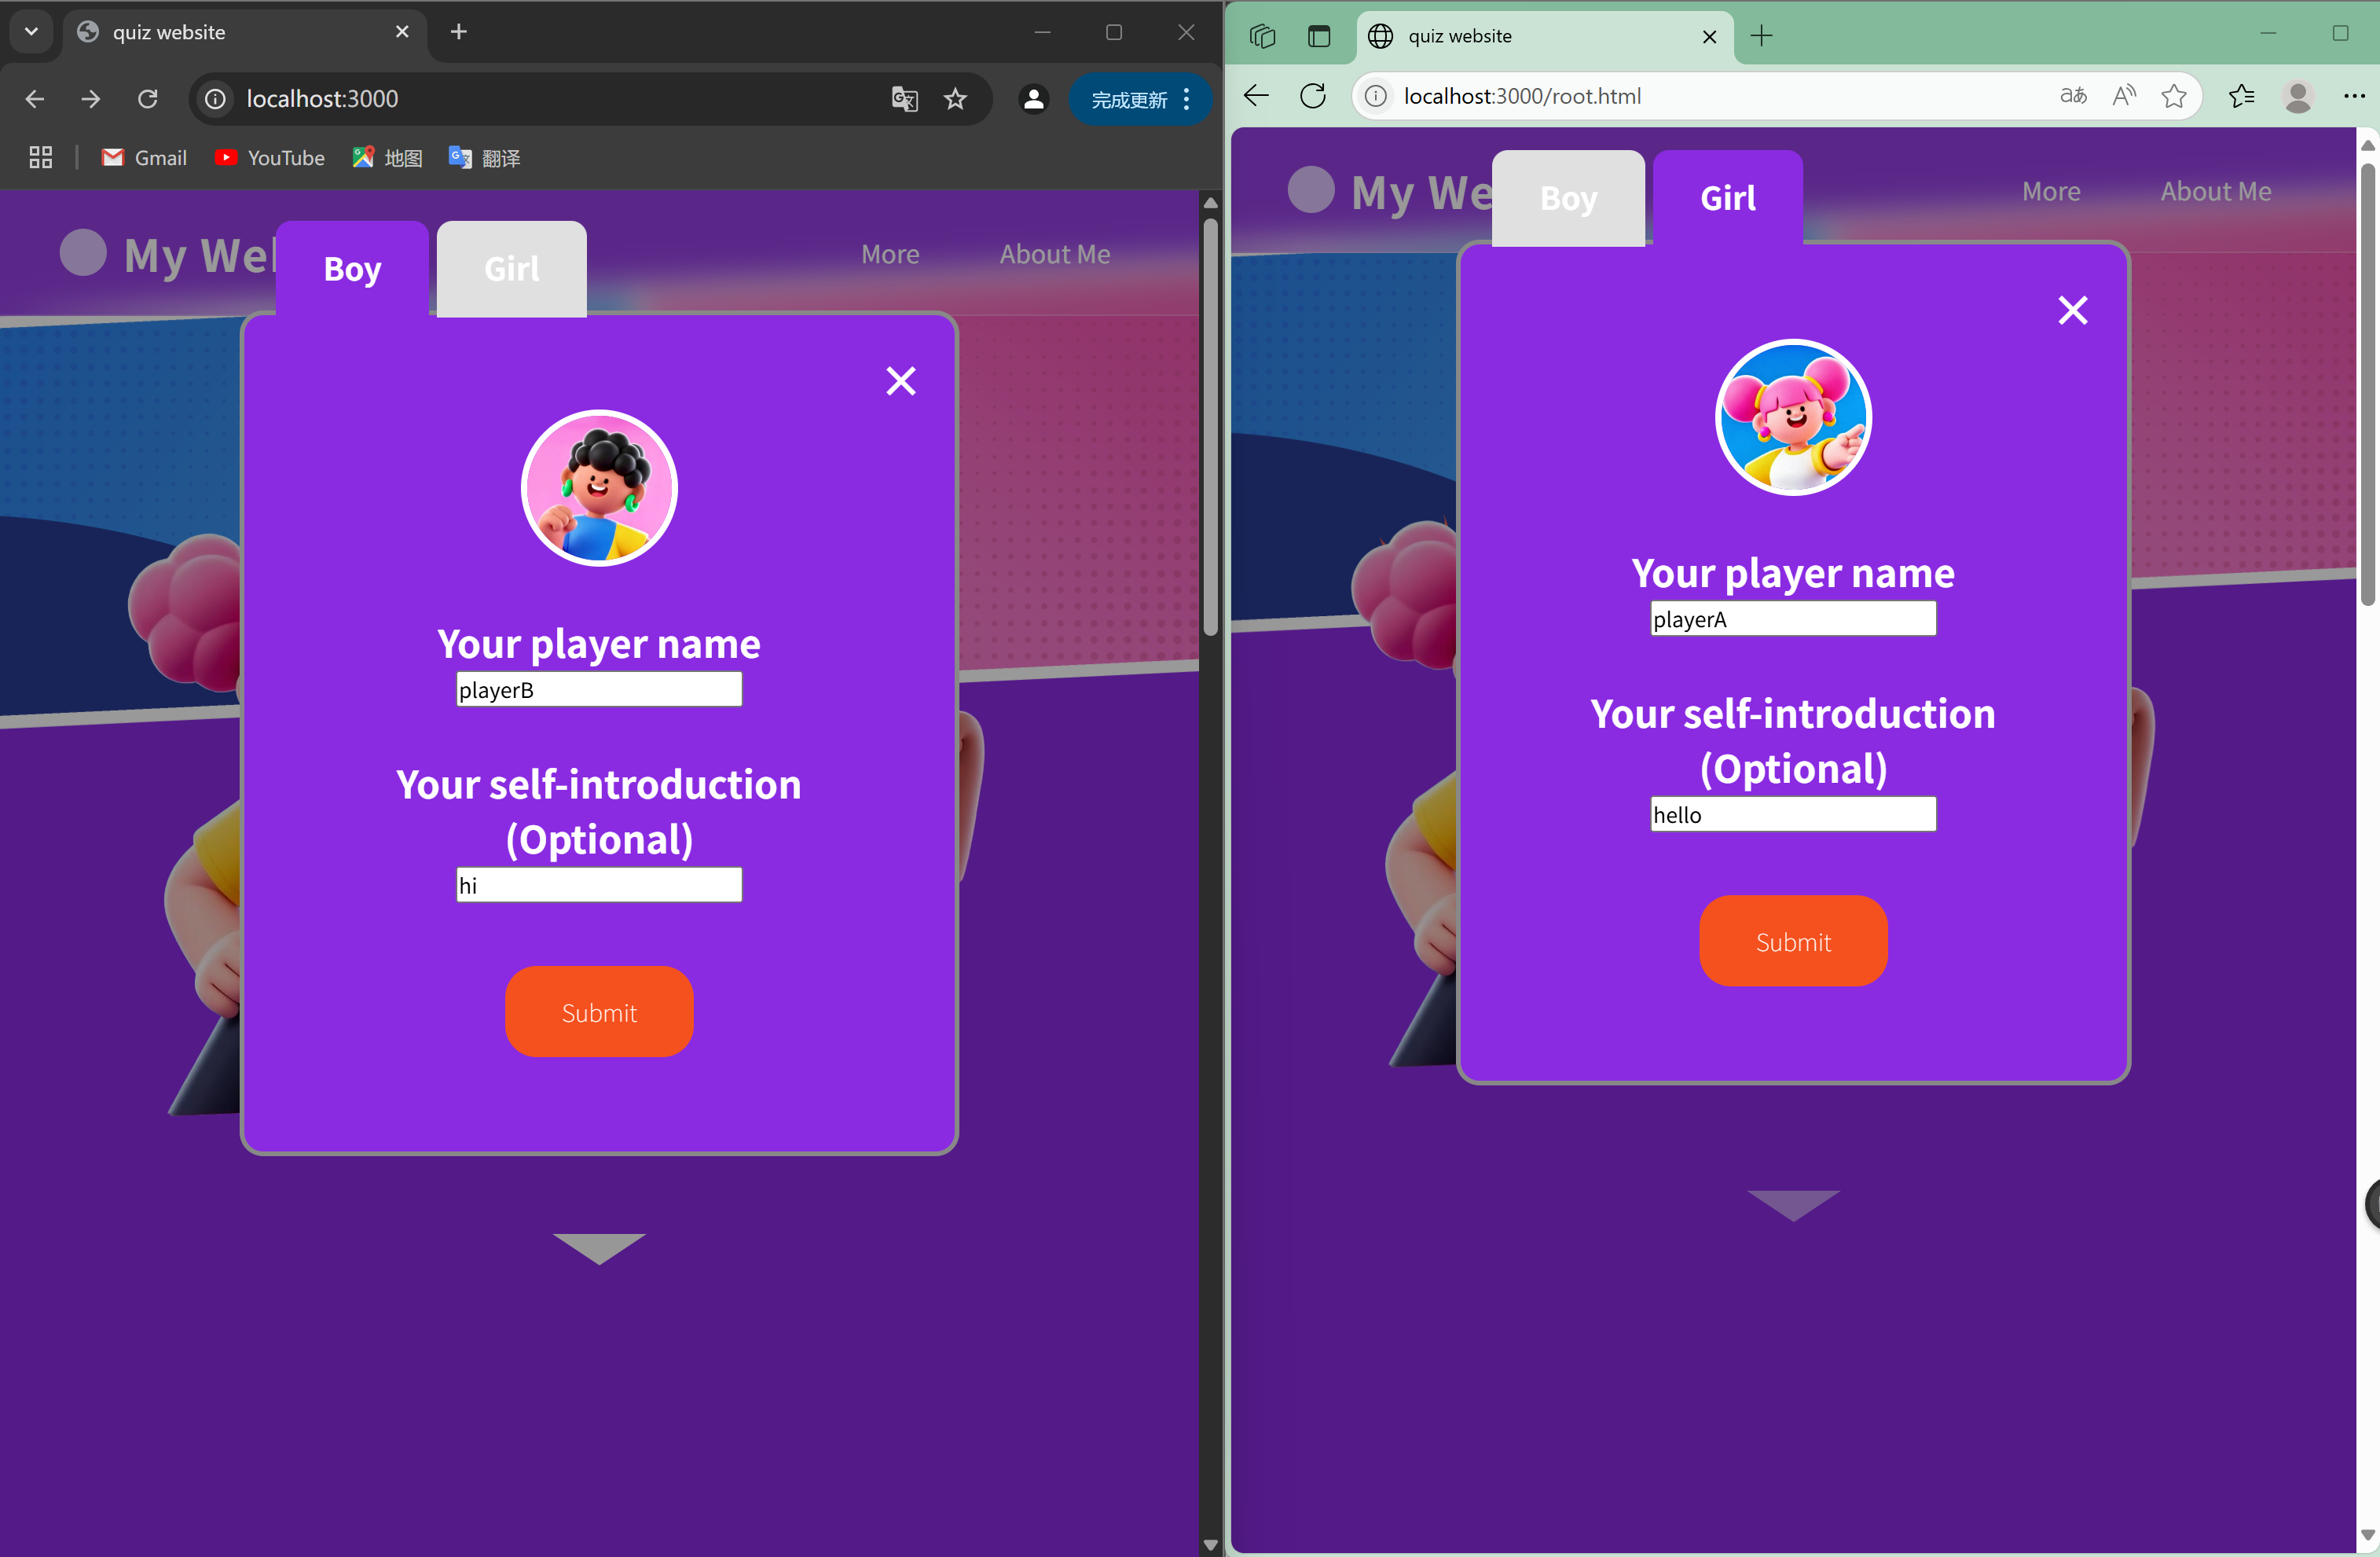 quiz website
localhost:3000
完成更新
Gmail
YouTube
地图
翻译
My Wel
More
About Me
Boy
Girl
Your player name
playerB
Your self-introduction
(Optional)
hi
Submit
quiz website
localhost:3000/root.html
My We
More
About Me
Boy
Girl
Your player name
playerA
Your self-introduction
(Optional)
hello
Submit